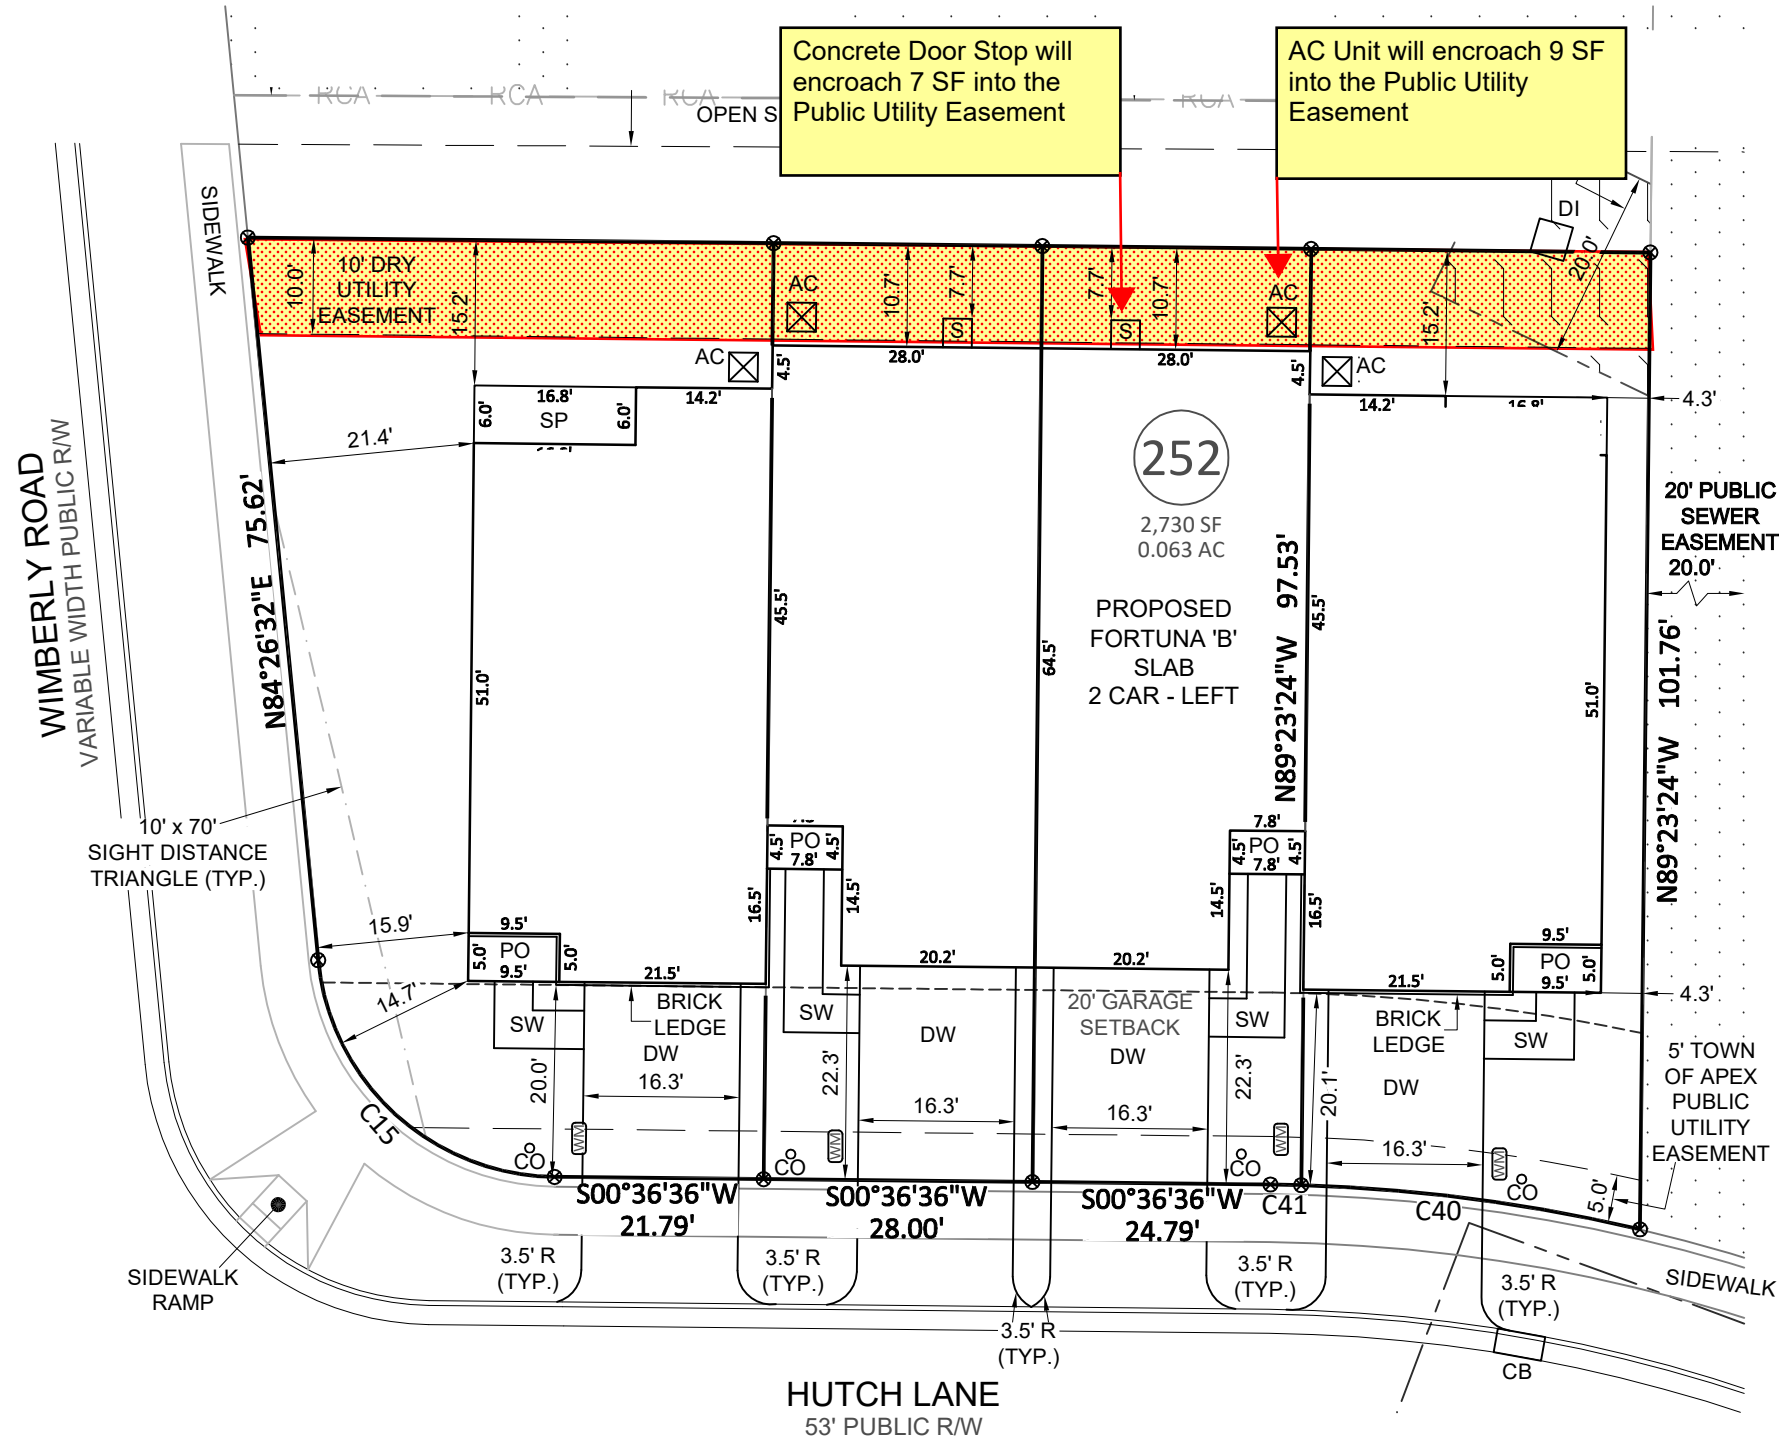 Concrete Door Stop will
encroach 7 SF into the
Public Utility Easement
AC Unit will encroach 9 SF
into the Public Utility
Easement
RCA
RCA
RCA
RCA
OPEN S
SIDEWALK
DI
20.0'
10.0'
10' DRY
UTILITY
EASEMENT
15.2'
AC
10.7'
7.7'
S
7.7'
S
10.7'
AC
15.2'
AC
4.5'
28.0'
28.0'
4.5'
AC
16.8'
14.2'
6.0'
SP
6.0'
14.2'
16.8'
4.3'
21.4'
252
2,730 SF
0.063 AC
PROPOSED
FORTUNA 'B'
SLAB
2 CAR - LEFT
WIMBERLY ROAD
VARIABLE WIDTH PUBLIC R/W
N84°26'32"E 75.62'
51.0'
45.5'
64.5'
N89°23'24"W 97.53'
45.5'
51.0'
20' PUBLIC
SEWER
EASEMENT
20.0'
N89°23'24"W 101.76'
10' x 70'
SIGHT DISTANCE
TRIANGLE (TYP.)
4.5'
PO
4.5'
7.8'
7.8'
4.5'
PO
4.5'
7.8'
16.5'
14.5'
14.5'
16.5'
15.9'
9.5'
5.0'
PO
5.0'
9.5'
21.5'
20.2'
20.2'
21.5'
9.5'
5.0'
PO
5.0'
9.5'
4.3'
14.7'
SW
BRICK
LEDGE
DW
SW
DW
20' GARAGE
SETBACK
DW
SW
BRICK
LEDGE
DW
SW
5' TOWN
OF APEX
PUBLIC
UTILITY
EASEMENT
20.0'
16.3'
22.3'
16.3'
16.3'
22.3'
20.1'
16.3'
5.0'
C15
CO
WM
CO
WM
CO
WM
CO
WM
S00°36'36"W
21.79'
S00°36'36"W
28.00'
S00°36'36"W
24.79'
C41
C40
SIDEWALK
RAMP
3.5' R
(TYP.)
3.5' R
(TYP.)
3.5' R
(TYP.)
3.5' R
(TYP.)
3.5' R
(TYP.)
SIDEWALK
CB
HUTCH LANE
53' PUBLIC R/W